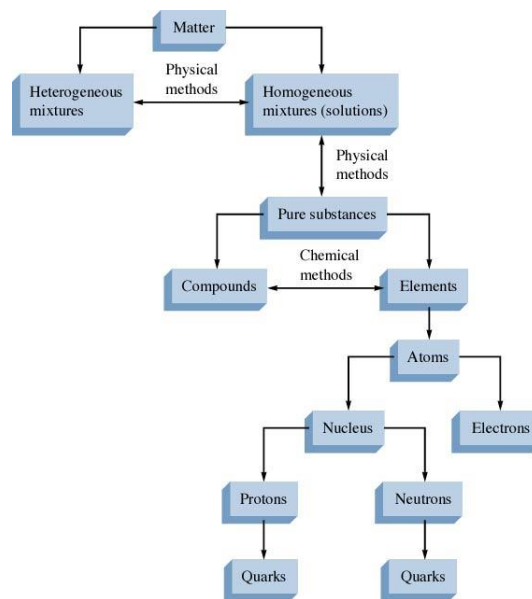 Matter
Physical
methods
Heterogeneous
mixtures
Homogeneous
mixtures (solutions)
Physical
methods
Pure substances
Chemical
methods
Compounds
Elements
Atoms
Nucleus
Electrons
Protons
Neutrons
Quarks
Quarks